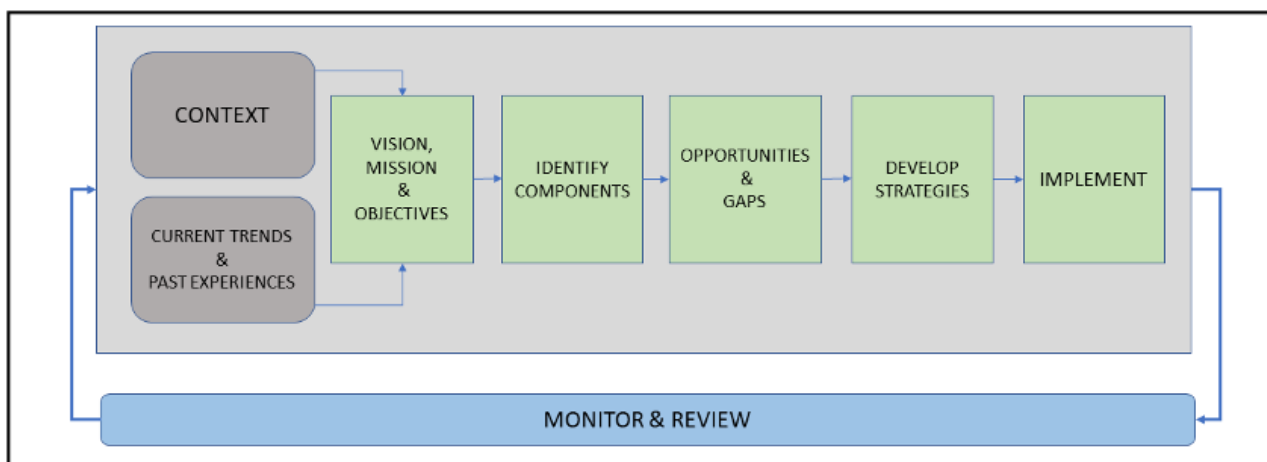 CONTEXT
CURRENT TRENDS
&
PAST EXPERIENCES
VISION,
MISSION
&
OBJECTIVES
IDENTIFY
COMPONENTS
OPPORTUNITIES
&
GAPS
DEVELOP
STRATEGIES
IMPLEMENT
MONITOR & REVIEW